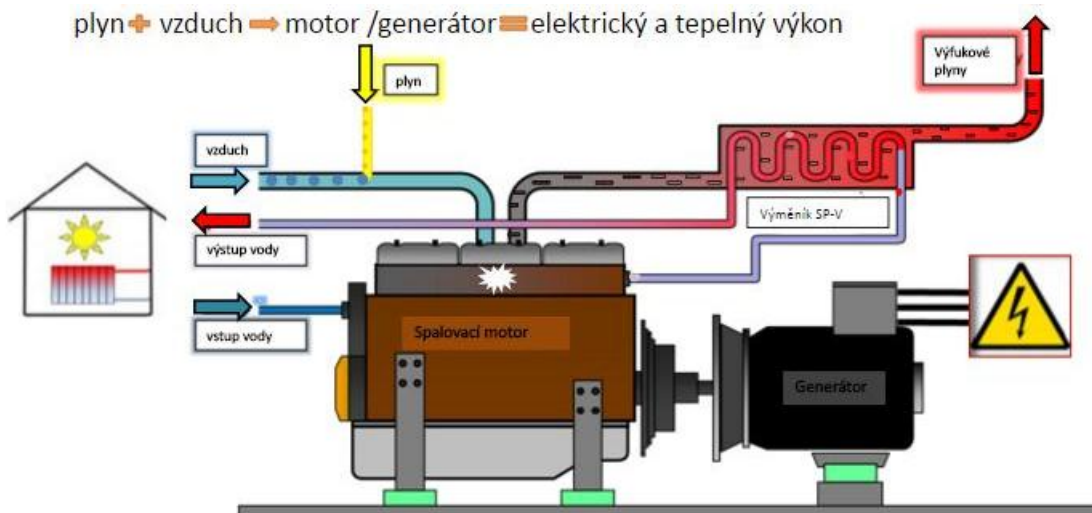 plyn + vzduch → motor /generátor = elektrický a tepelný výkon
Výfukové
plyny
plyn
vzduch
výstup vody
Výměník SP-V
vstup vody
Spalovací motor
Generátor